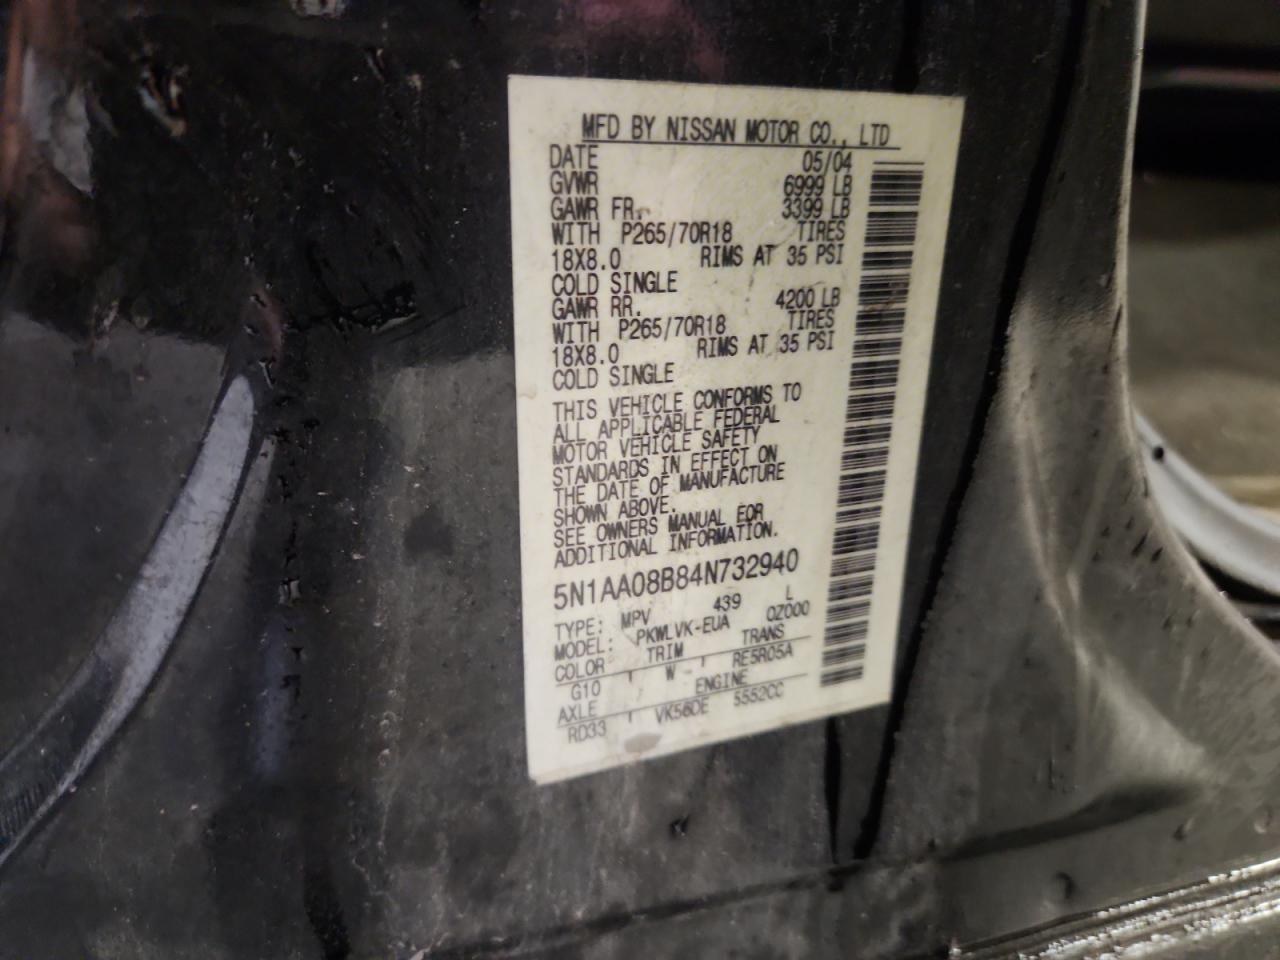 MFD BY NISSAN MOTOR CO., LTD
DATE 05/04
GVWR 6999 LB
GAWR FR. 3399 LB
WITH P265/70R18 TIRES
18X8.0 RIMS AT 35 PSI
COLD SINGLE
GAWR RR. 4200 LB
WITH P265/70R18 TIRES
18X8.0 RIMS AT 35 PSI
COLD SINGLE
THIS VEHICLE CONFORMS TO
ALL APPLICABLE FEDERAL
MOTOR VEHICLE SAFETY
STANDARDS IN EFFECT ON
THE DATE OF MANUFACTURE
SHOWN ABOVE.
SEE OWNERS MANUAL FOR
ADDITIONAL INFORMATION.
5N1AA08B84N732940
TYPE: MPV 439 L
MODEL: PKWLVK-EUA QZ000
COLOR TRIM TRANS
G10 W RE5R05A
AXLE ENGINE
RD33 VK56DE 5552CC